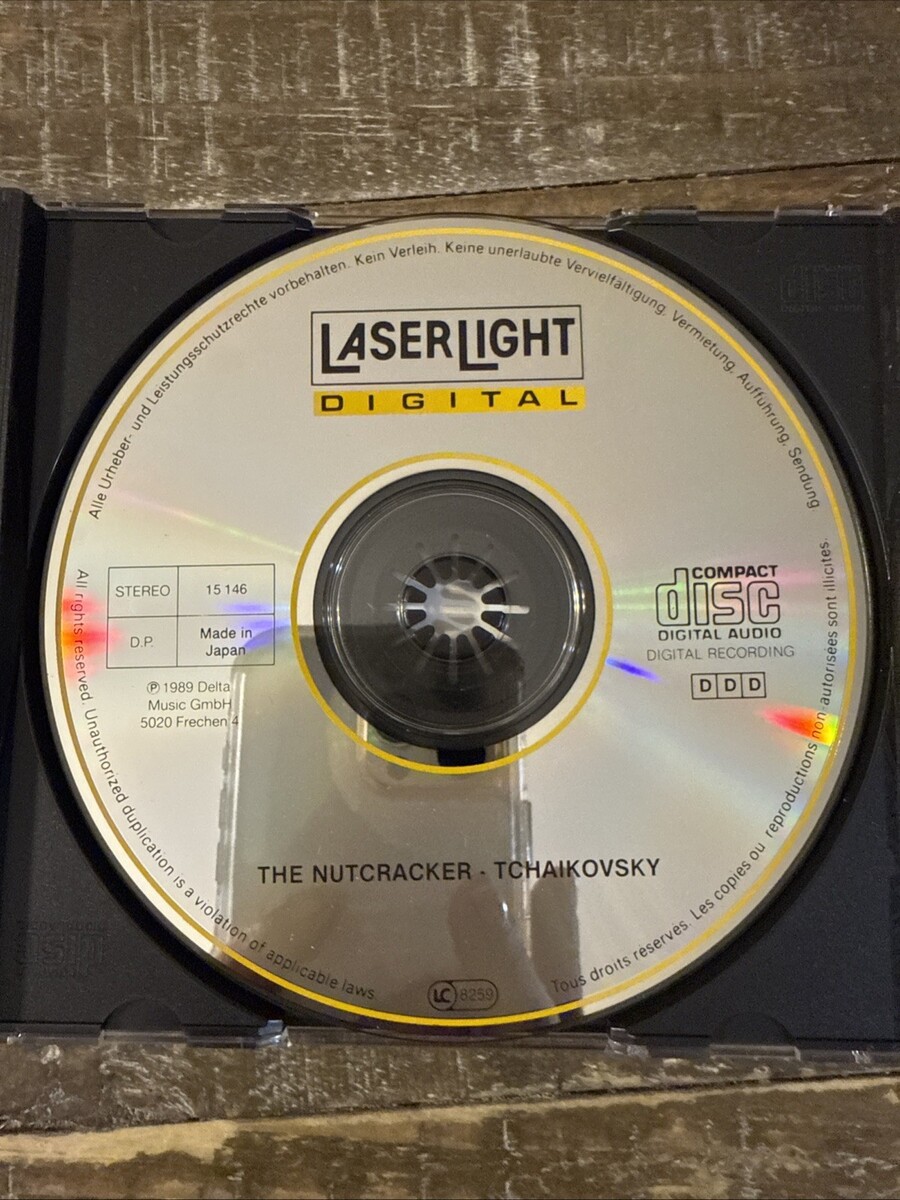 Alle Urheber- und Leistungsschutzrechte vorbehalten. Kein Verleih. Keine unerlaubte Vervielfältigung, Vermietung, Aufführung, Sendung
LASERLIGHT
DIGITAL
STEREO 15 146
D.P. Made in
Japan
℗ 1989 Delta
Music GmbH
5020 Frechen 4
COMPACT
disc
DIGITAL AUDIO
DIGITAL RECORDING
DDD
THE NUTCRACKER - TCHAIKOVSKY
All rights reserved. Unauthorized duplication is a violation of applicable laws
LC 8259
Tous droits réservés. Les copies ou reproductions non-autorisées sont illicites.